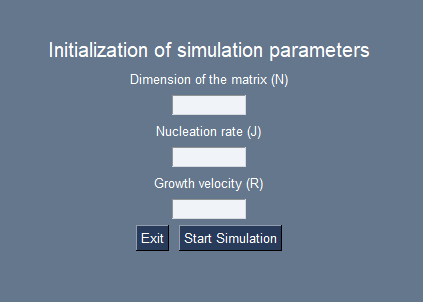 Initialization of simulation parameters
Dimension of the matrix (N)
Nucleation rate (J)
Growth velocity (R)
Exit Start Simulation